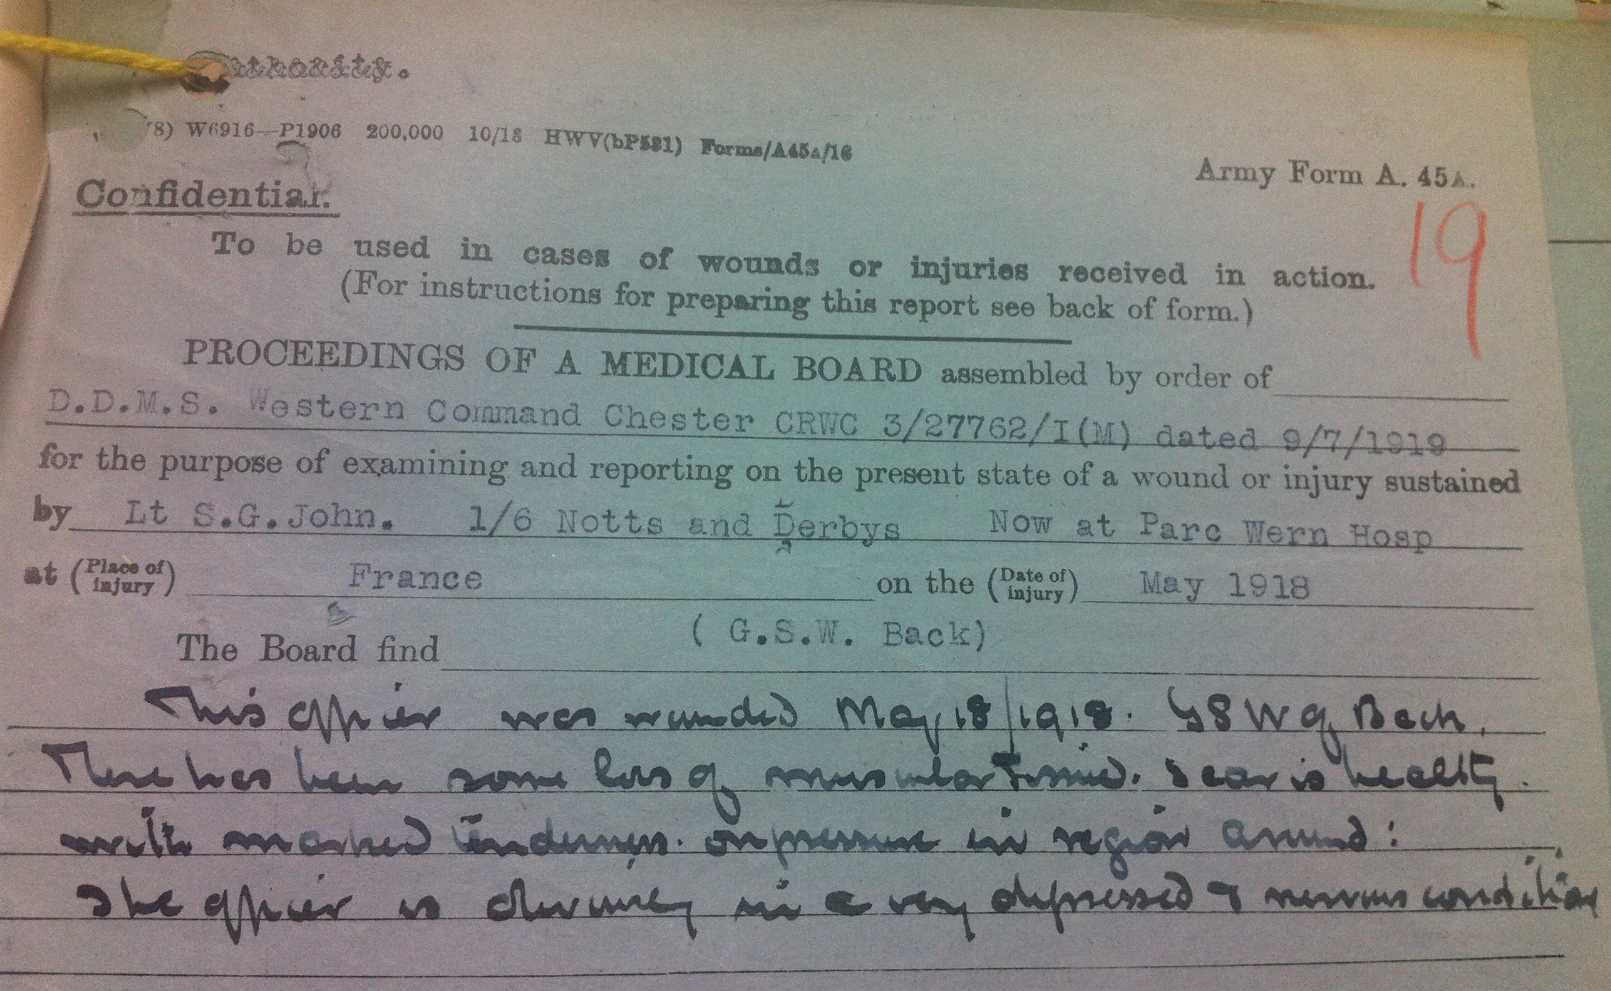 8) W6916—P1906 200,000 10/18 HWV(bP531) Forms/A45A/16
Army Form A. 45A.
19
Confidential.
To be used in cases of wounds or injuries received in action.
(For instructions for preparing this report see back of form.)
PROCEEDINGS OF A MEDICAL BOARD assembled by order of
D.D.M.S. Western Command Chester CRWC 3/27762/I(M) dated 9/7/1919
for the purpose of examining and reporting on the present state of a wound or injury sustained
by Lt S.G.John. 1/6 Notts and Derbys Now at Parc Wern Hosp
at (Place of injury) France on the (Date of injury) May 1918
( G.S.W. Back)
The Board find
This officer was wounded May 18/1918. GSW of Back.
There has been some loss of muscular tissue. Scar is healthy.
with marked tenderness on pressure in region around:
The officer is obviously in a very depressed & nervous condition